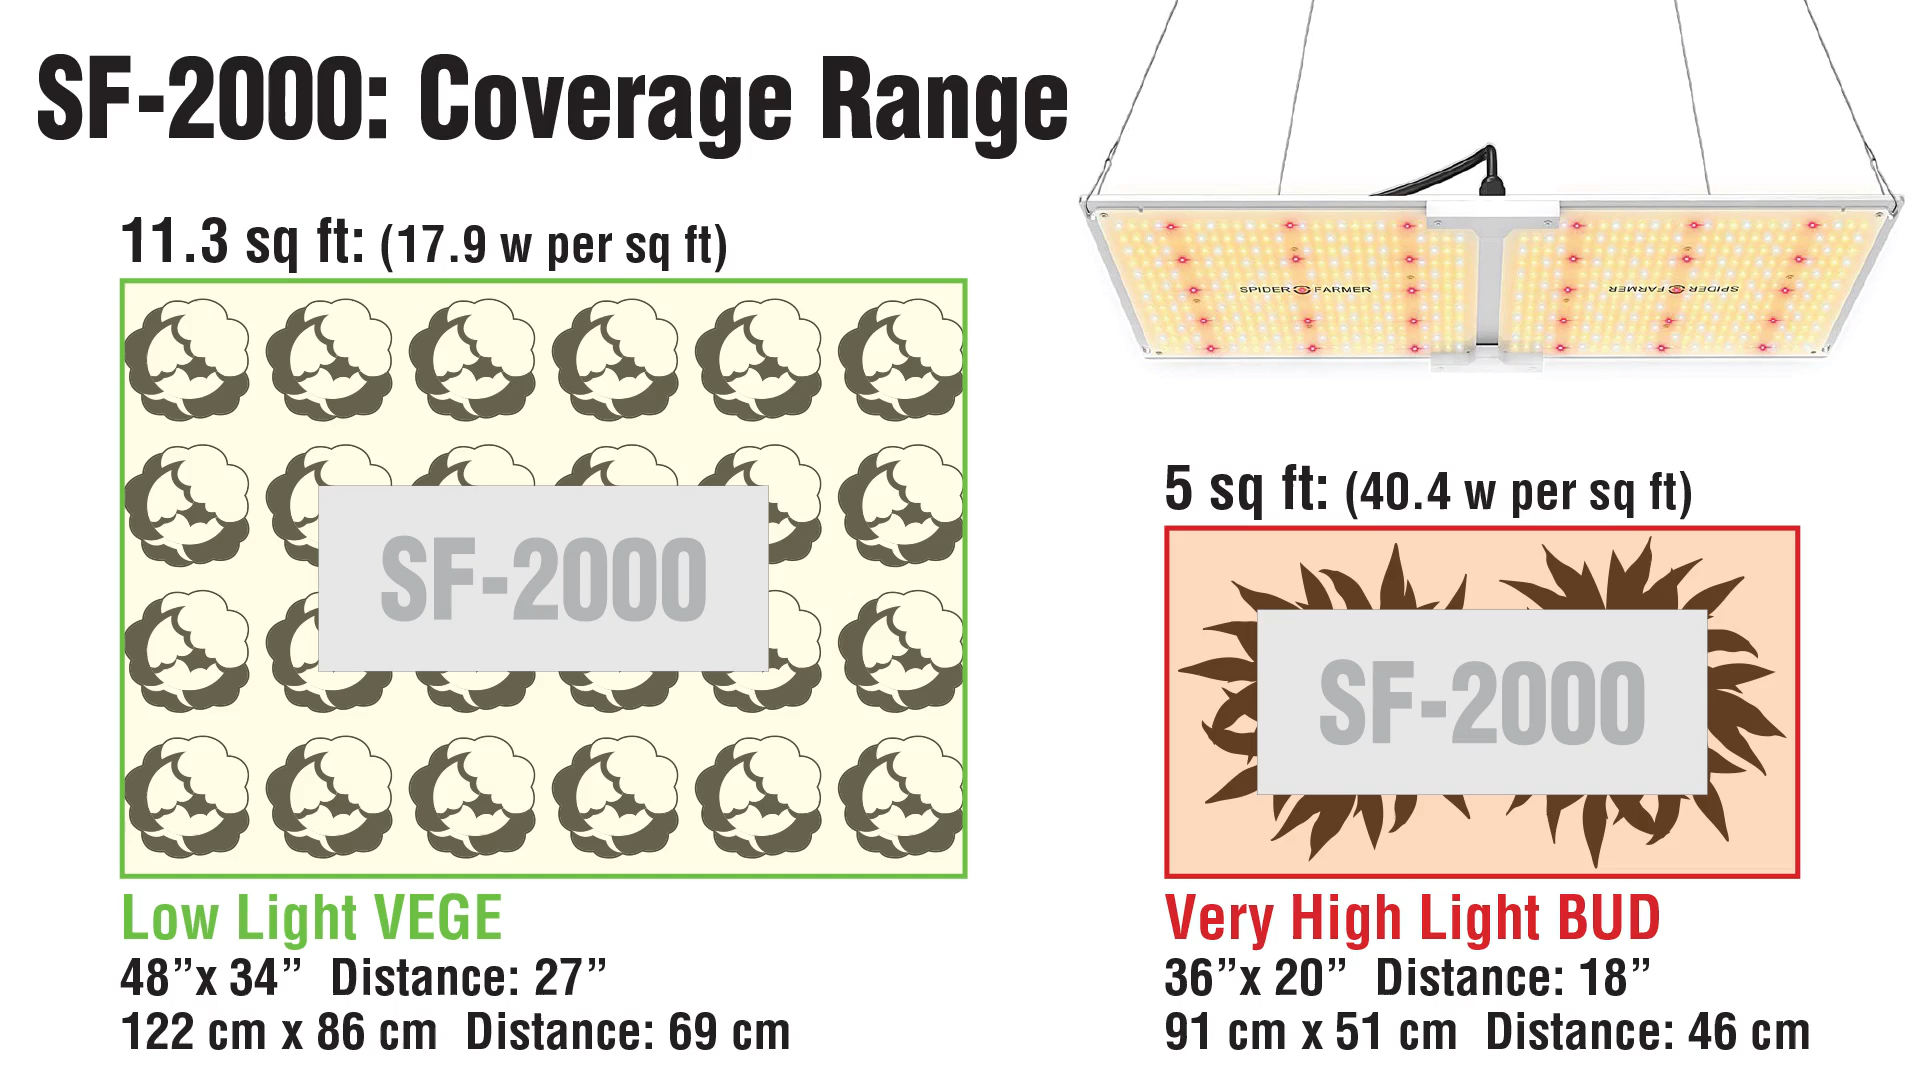 SF-2000: Coverage Range
11.3 sq ft: (17.9 w per sq ft)
SPIDER FARMER
SPIDER FARMER
SF-2000
Low Light VEGE
48”x 34” Distance: 27”
122 cm x 86 cm Distance: 69 cm
5 sq ft: (40.4 w per sq ft)
SF-2000
Very High Light BUD
36”x 20” Distance: 18”
91 cm x 51 cm Distance: 46 cm